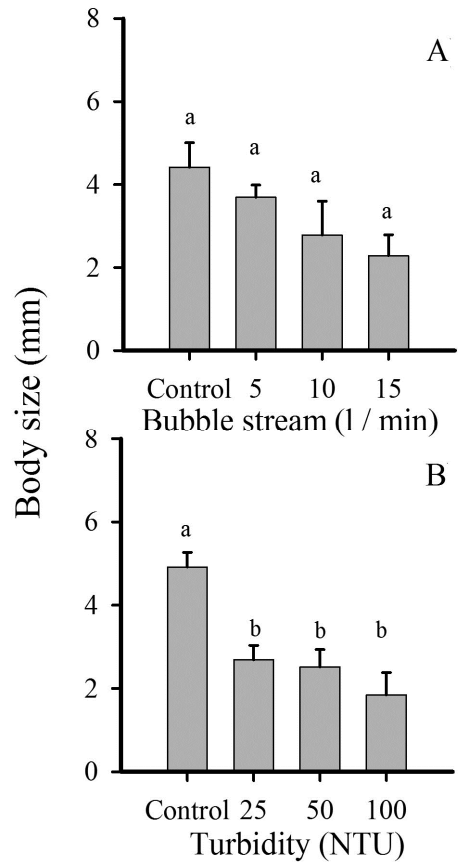 8
A
6
a
a
a
4
a
2
0
Control 5 10 15
Bubble stream (l / min)
Body size (mm)
8
B
6
a
4
b b b
2
0
Control 25 50 100
Turbidity (NTU)